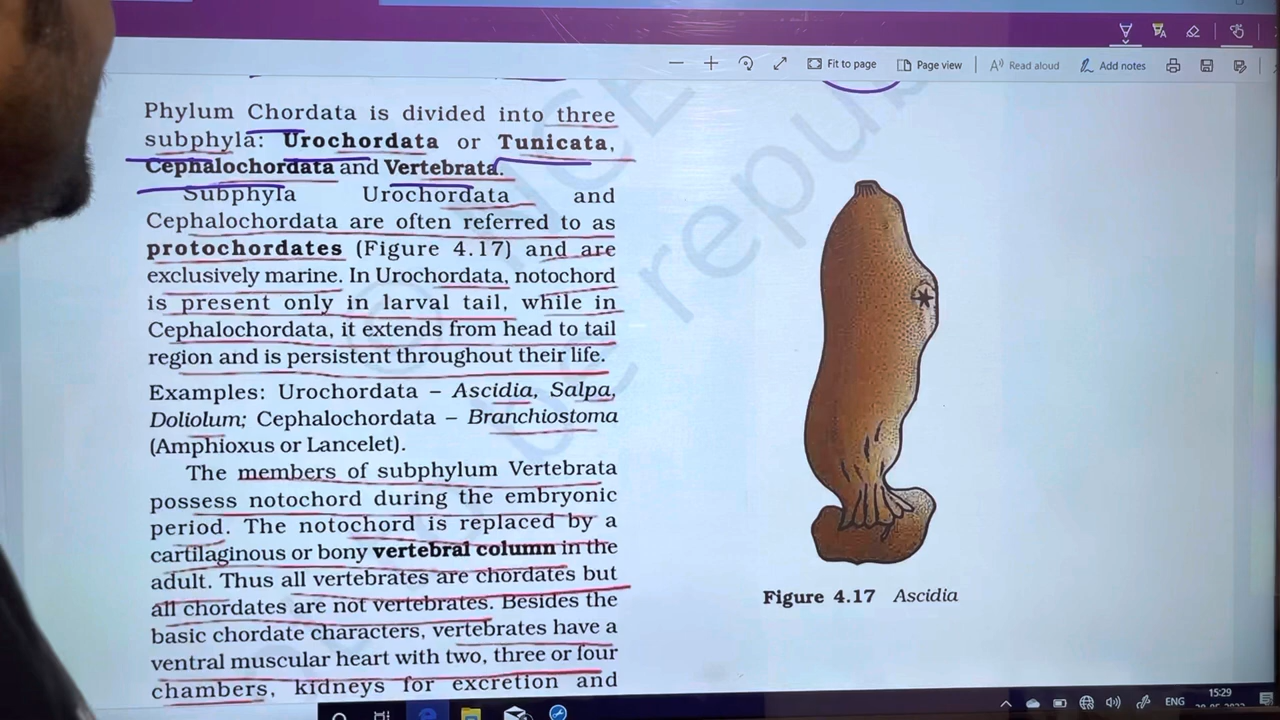 Fit to page
Page view
Read aloud
Add notes
Phylum Chordata is divided into three
subphyla: Urochordata or Tunicata,
Cephalochordata and Vertebrata.
Subphyla Urochordata and
Cephalochordata are often referred to as
protochordates (Figure 4.17) and are
exclusively marine. In Urochordata, notochord
is present only in larval tail, while in
Cephalochordata, it extends from head to tail
region and is persistent throughout their life.
Examples: Urochordata – Ascidia, Salpa,
Doliolum; Cephalochordata – Branchiostoma
(Amphioxus or Lancelet).
The members of subphylum Vertebrata
possess notochord during the embryonic
period. The notochord is replaced by a
cartilaginous or bony vertebral column in the
adult. Thus all vertebrates are chordates but
all chordates are not vertebrates. Besides the
basic chordate characters, vertebrates have a
ventral muscular heart with two, three or four
chambers, kidneys for excretion and
Figure 4.17 Ascidia
ENG
15:29